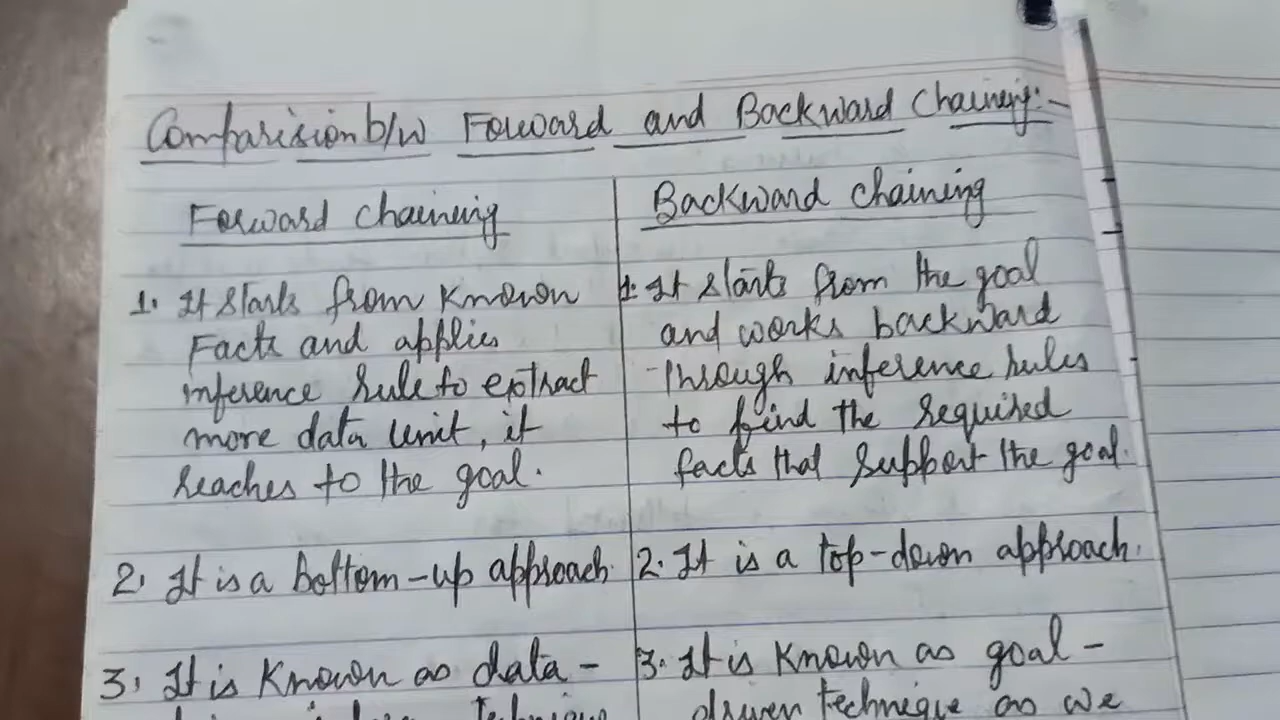 Comparision b/w Forward and Backward Chaining:-
Forward Chaining
1. It starts from Known
Facts and applies
inference rule to extract
more data unit, it
reaches to the goal.
2. It is a bottom-up approach.
3. It is Known as data-
technique
Backward chaining
1. It starts from the goal
and works backward
through inference rules
to find the required
facts that support the goal.
2. It is a top-down approach.
3. It is Known as goal-
driven technique as we